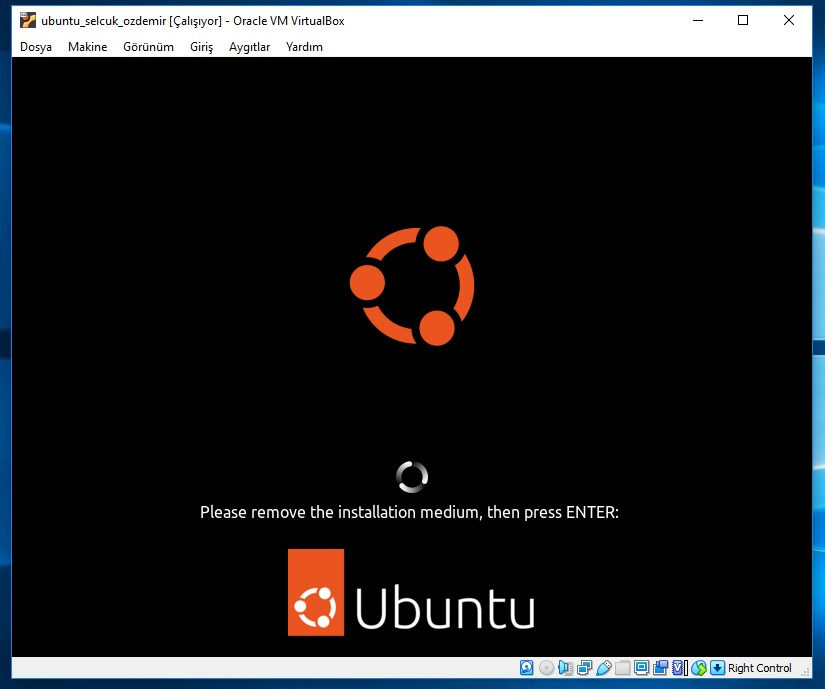 ubuntu_selcuk_ozdemir [Çalışıyor] - Oracle VM VirtualBox
Dosya Makine Görünüm Giriş Aygıtlar Yardım
Please remove the installation medium, then press ENTER:
Ubuntu
Right Control